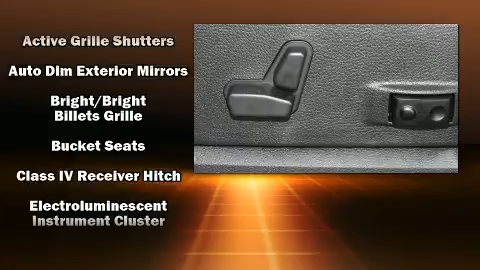 Active Grille Shutters
Auto Dim Exterior Mirrors
Bright/Bright
Billets Grille
Bucket Seats
Class IV Receiver Hitch
Electroluminescent
Instrument Cluster